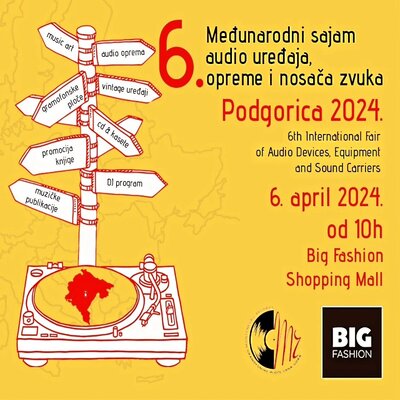 music art
audio oprema
gramofonske
ploče
vintage uređaji
cd & kasete
promocija
knjige
DJ program
muzičke
publikacije
6.
Međunarodni sajam
audio uređaja,
opreme i nosača zvuka
Podgorica 2024.
6th International Fair
of Audio Devices, Equipment
and Sound Carriers
6. april 2024.
od 10h
Big Fashion
Shopping Mall
BIG
FASHION